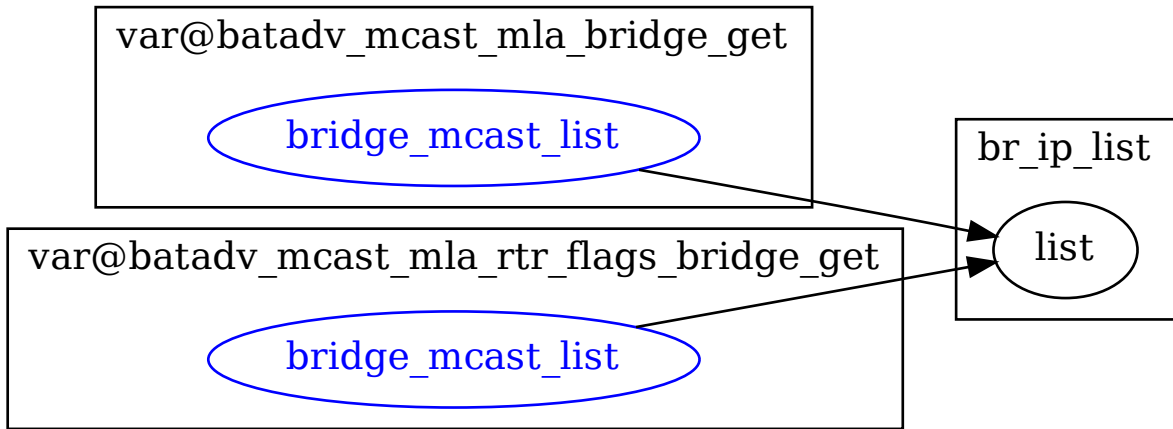 var@batadv_mcast_mla_bridge_get
bridge_mcast_list
var@batadv_mcast_mla_rtr_flags_bridge_get
bridge_mcast_list
br_ip_list
list